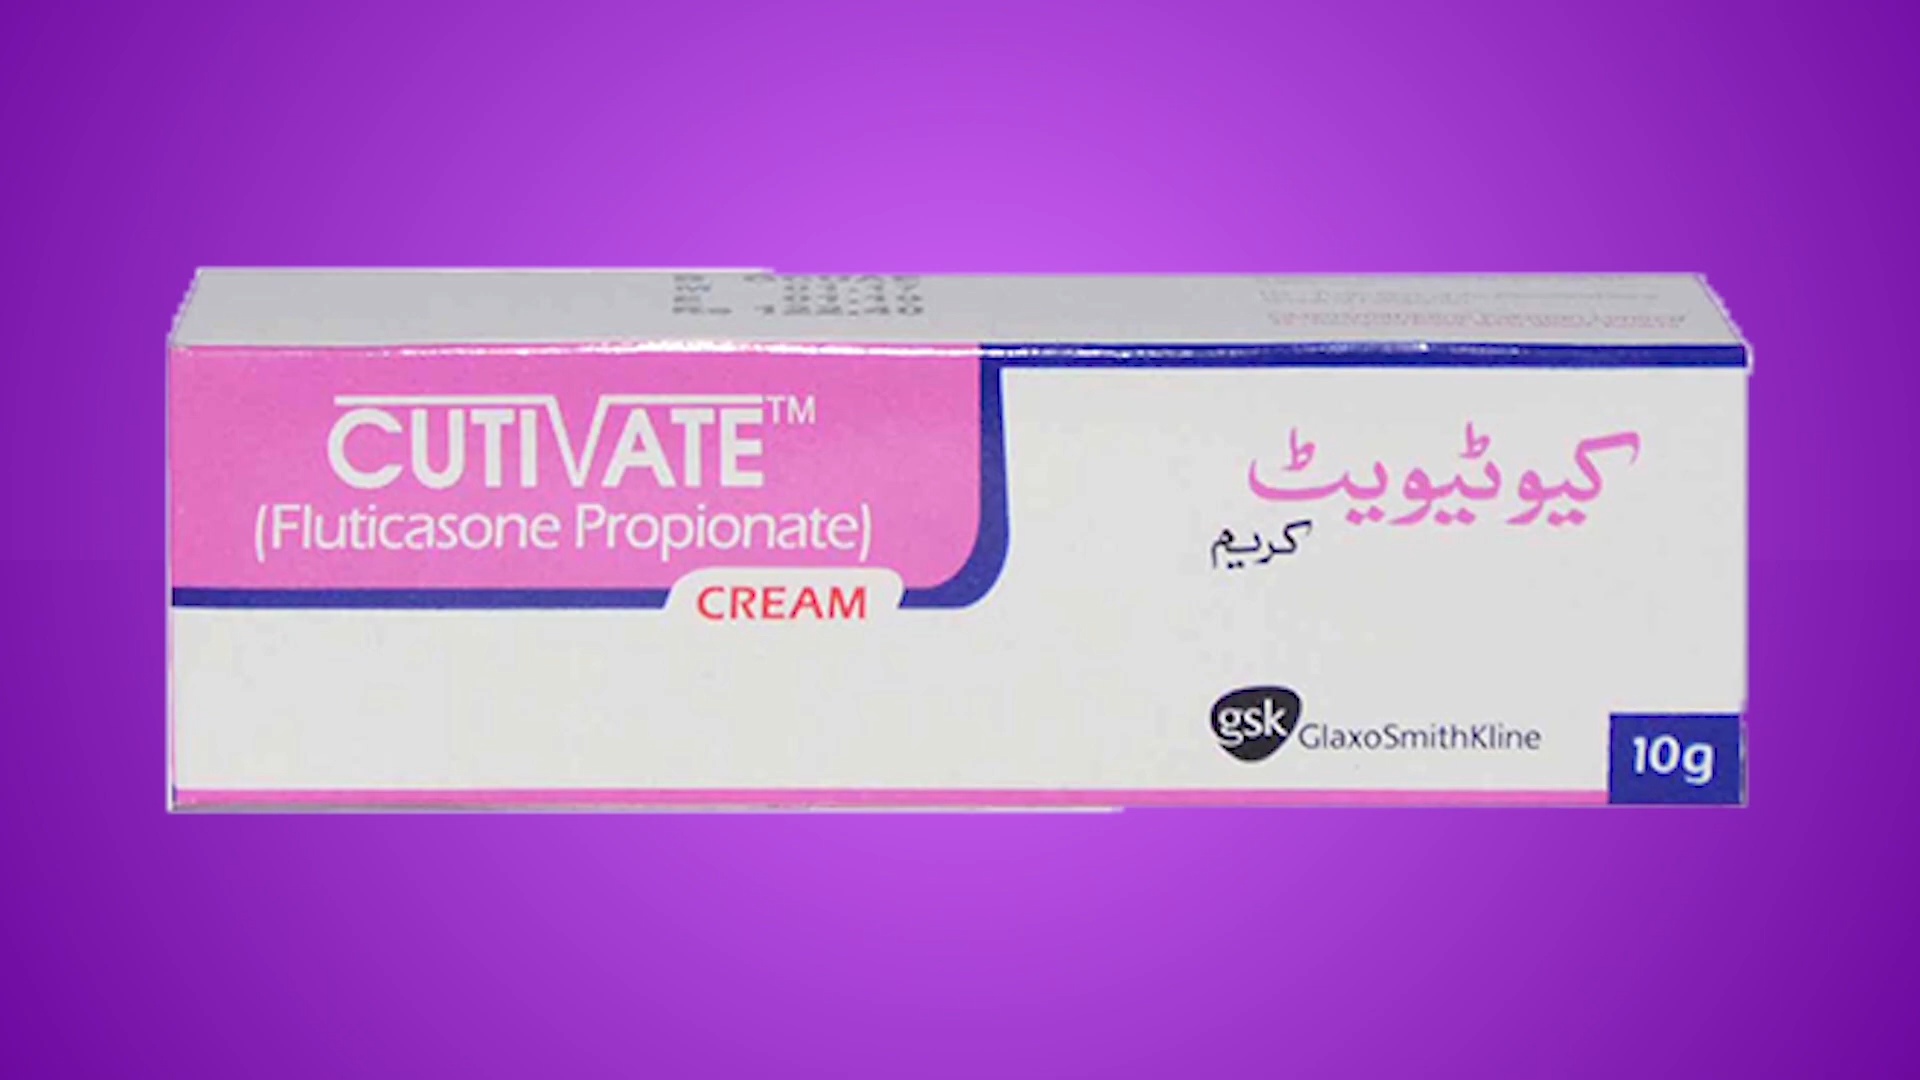 CUTIVATE™
(Fluticasone Propionate)
CREAM
کیوٹیویٹ
کریم
gsk GlaxoSmithKline
10g